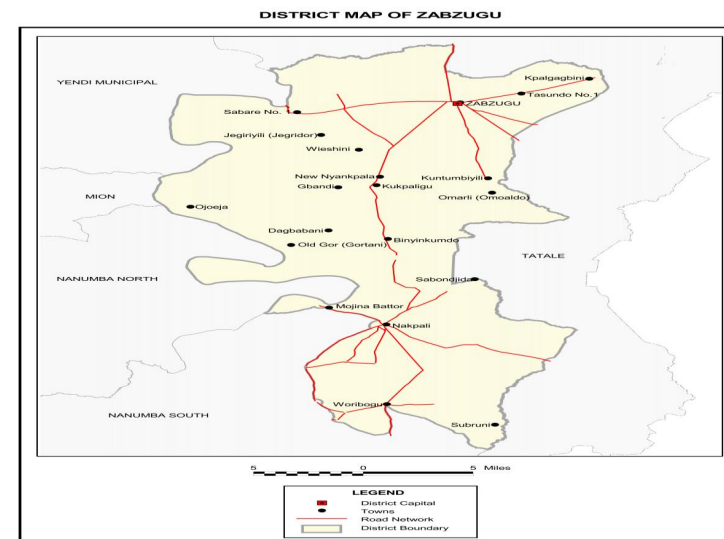 DISTRICT MAP OF ZABZUGU
Kpalgagbini
YENDI MUNICIPAL
Tasundo No.1
ZABZUGU
Sabare No. 1
Jegiriyili (Jegridor)
Wieshini
New Nyankpala
Kuntumbiyili
Gbandi
Kukpaligu
MION
Omarli (Omoaldo)
Ojoeja
Dagbabani
Binyinkumdo
Old Gor (Gortani)
TATALE
NANUMBA NORTH
Sabondjida
Mojina Battor
Nakpali
Woribogu
NANUMBA SOUTH
Subruni
5 0 5 Miles
LEGEND
District Capital
Towns
Road Network
District Boundary